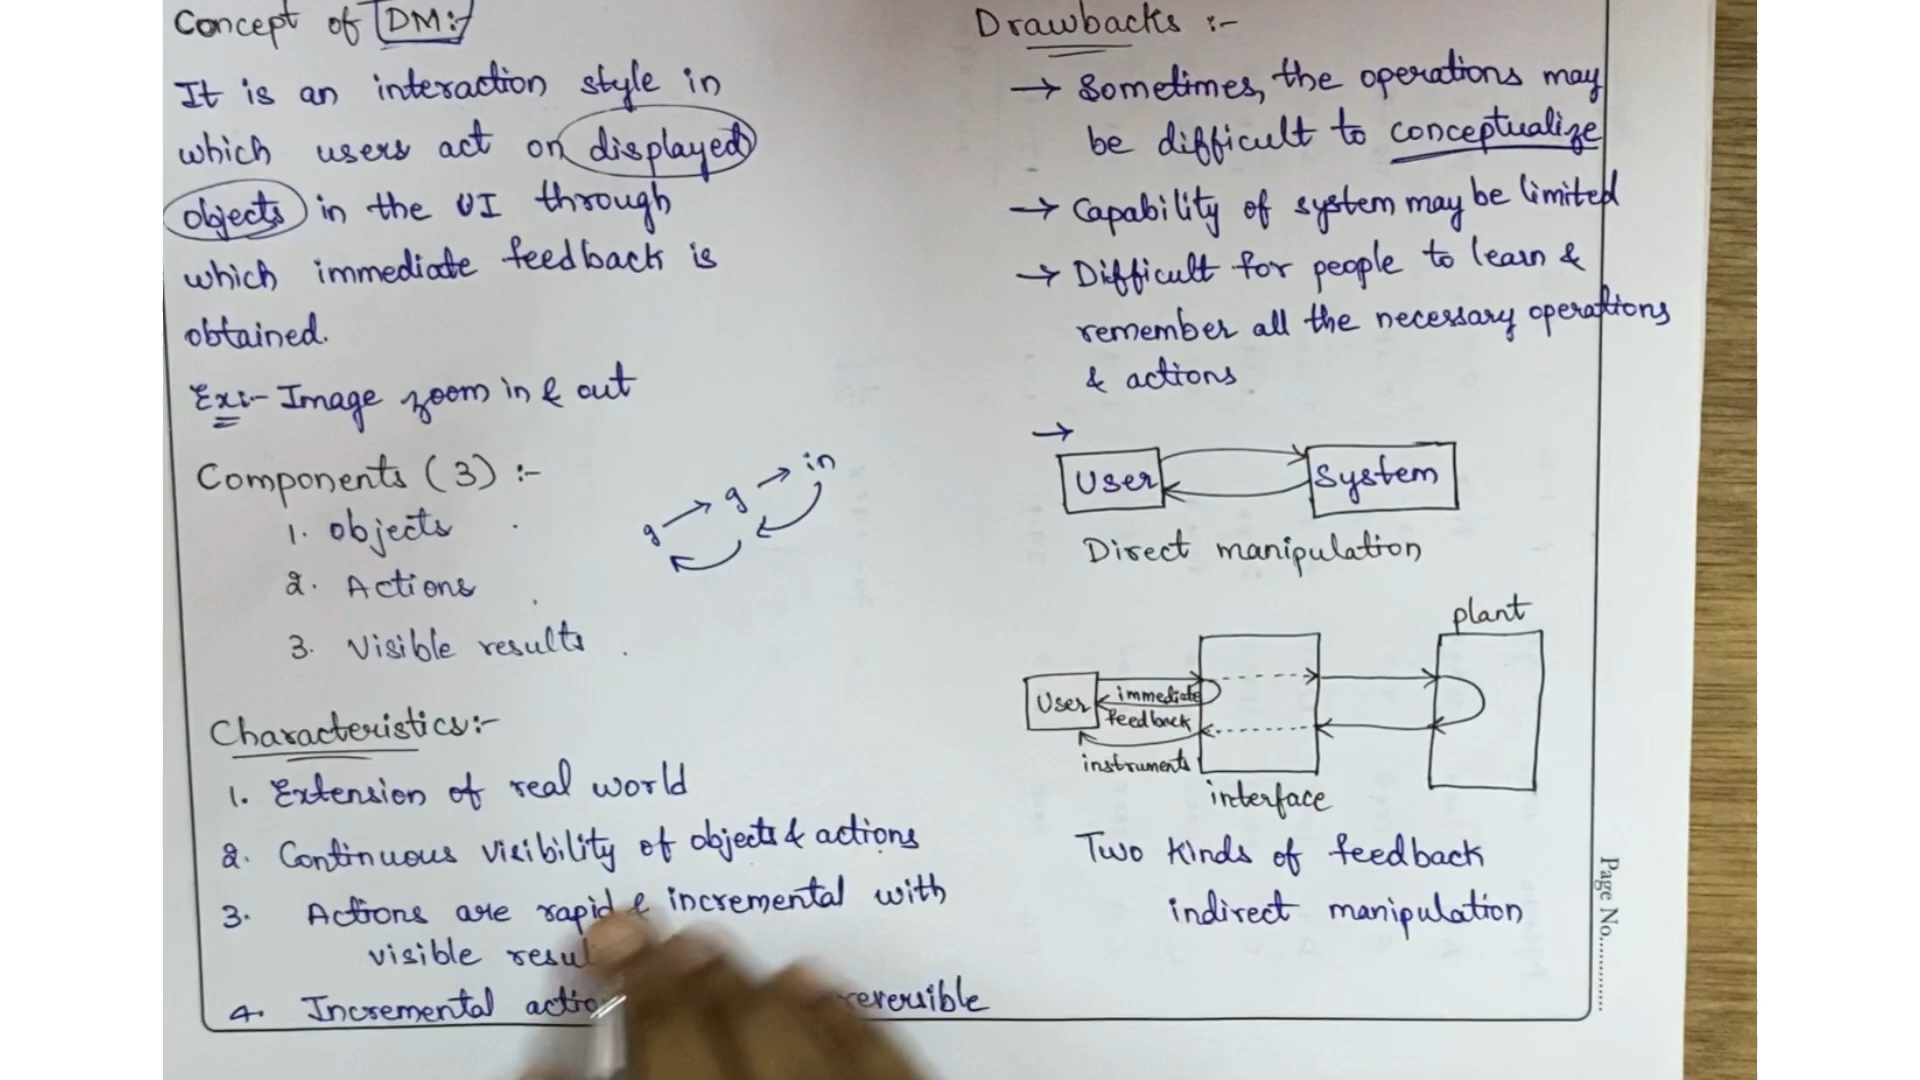 Concept of DM:-
It is an interaction style in
which users act on displayed
objects in the UI through
which immediate feedback is
obtained.
Ex:- Image zoom in & out
Components (3) :-
1. Objects
2. Actions
3. Visible results
g → g → in
Characteristics:-
1. Extension of real world
2. Continuous visibility of objects & actions
3. Actions are rapid & incremental with
visible
4. Incremental reversible
Drawbacks :-
→ Sometimes, the operations may
be difficult to conceptualize
→ Capability of system may be limited
→ Difficult for people to learn &
remember all the necessary operations
& actions
→
User System
Direct manipulation
plant
User immediate
feedback
instruments
interface
Two kinds of feedback
indirect manipulation
Page No.............